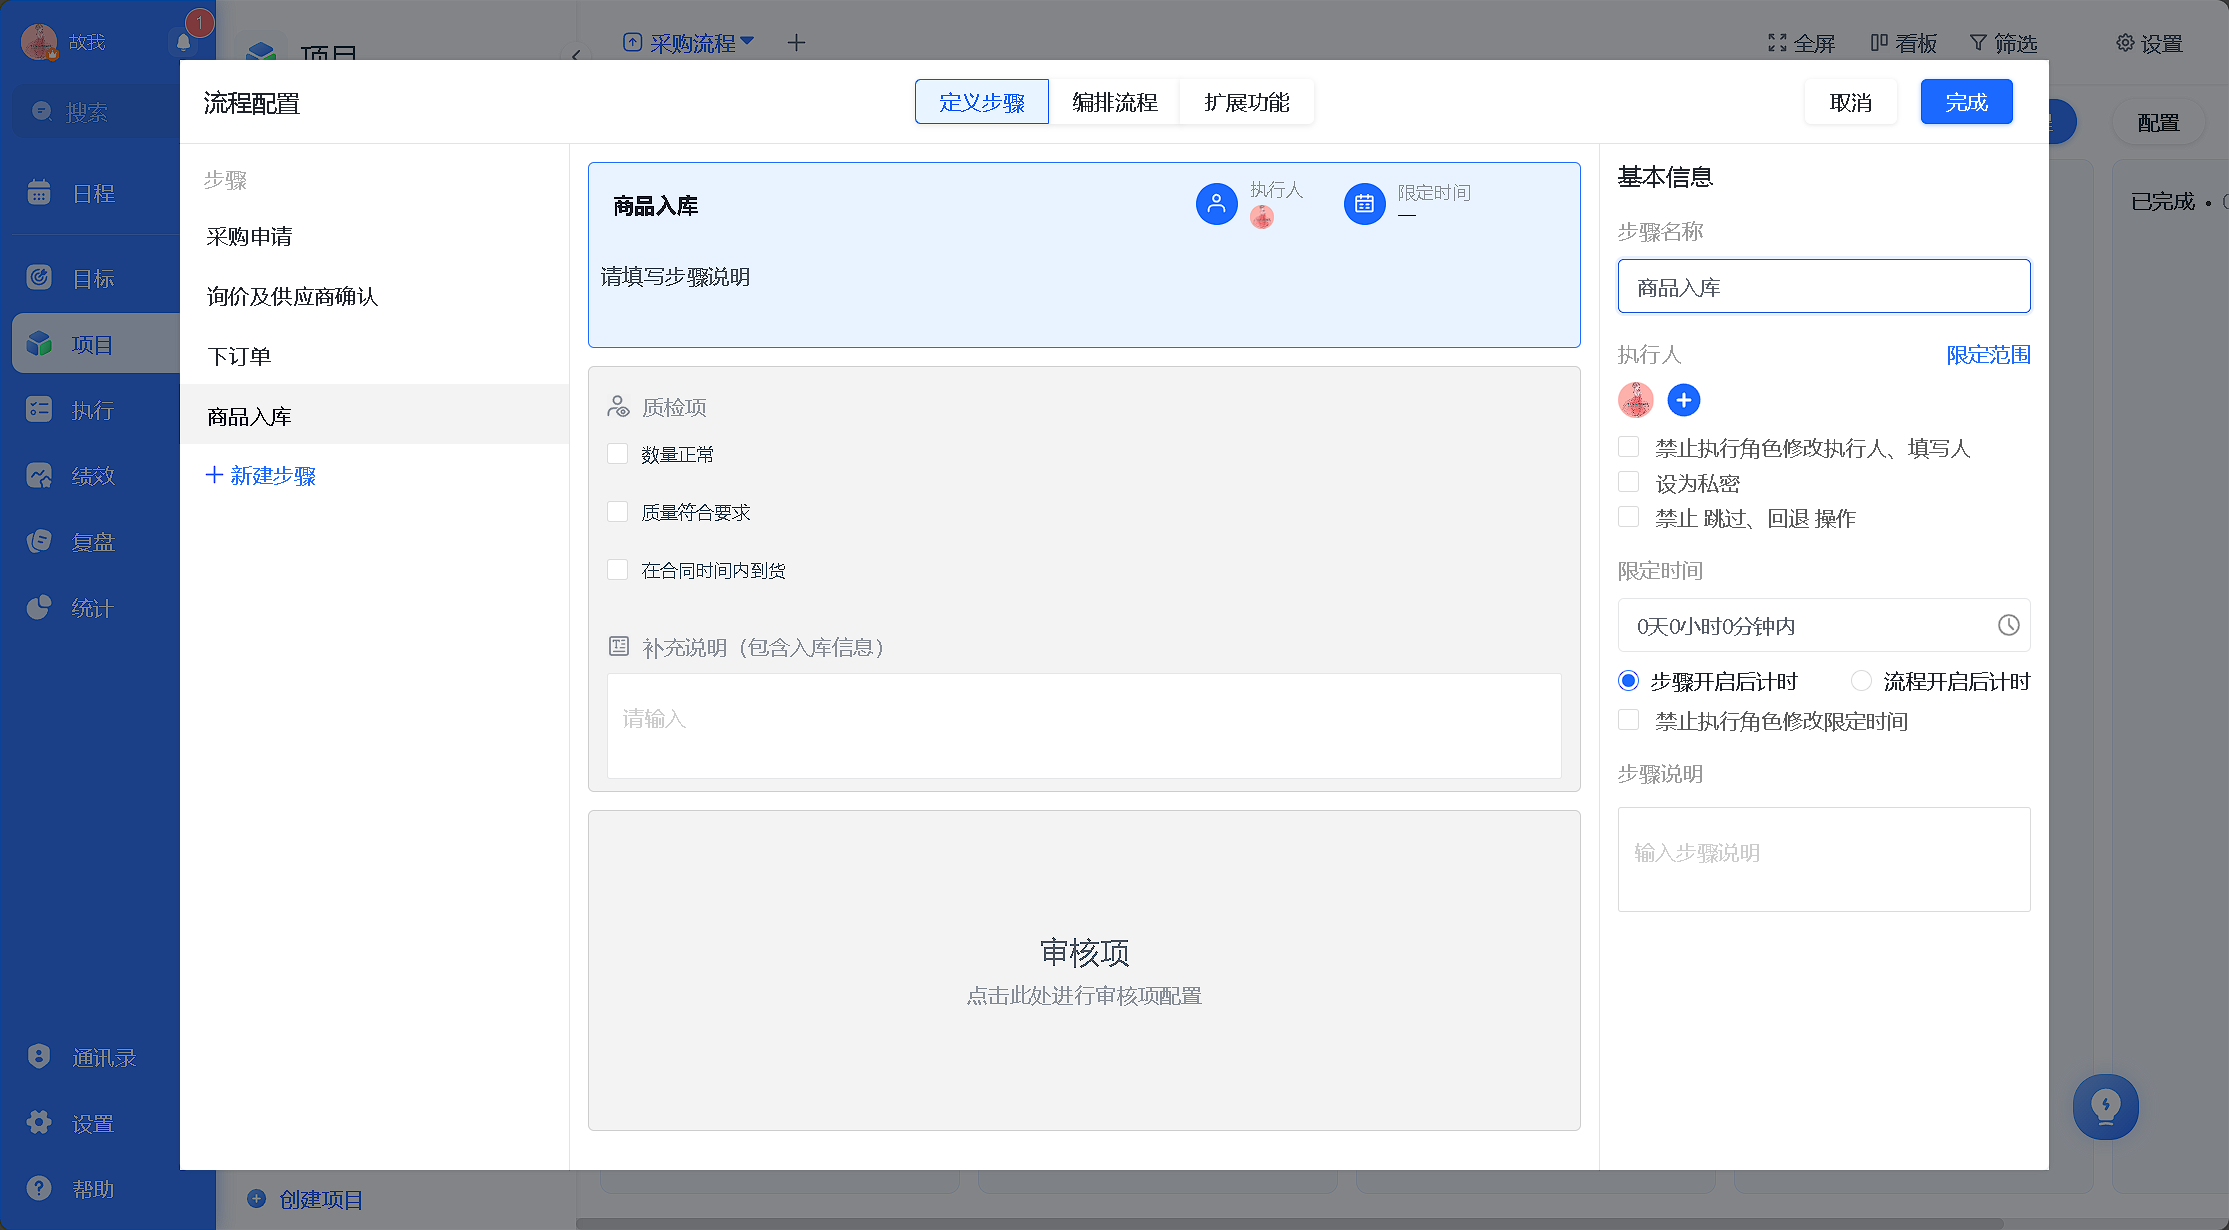 故我
1
搜索
日程
目标
项目
执行
绩效
复盘
统计
通讯录
设置
帮助
项目
创建项目
采购流程
全屏
看板
筛选
设置
配置
已完成 •
流程配置
定义步骤
编排流程
扩展功能
取消
完成
步骤
采购申请
询价及供应商确认
下订单
商品入库
+ 新建步骤
商品入库
执行人
限定时间
—
请填写步骤说明
质检项
数量正常
质量符合要求
在合同时间内到货
补充说明（包含入库信息）
请输入
审核项
点击此处进行审核项配置
基本信息
步骤名称
商品入库
执行人
限定范围
禁止执行角色修改执行人、填写人
设为私密
禁止 跳过、回退 操作
限定时间
0天0小时0分钟内
步骤开启后计时
流程开启后计时
禁止执行角色修改限定时间
步骤说明
输入步骤说明